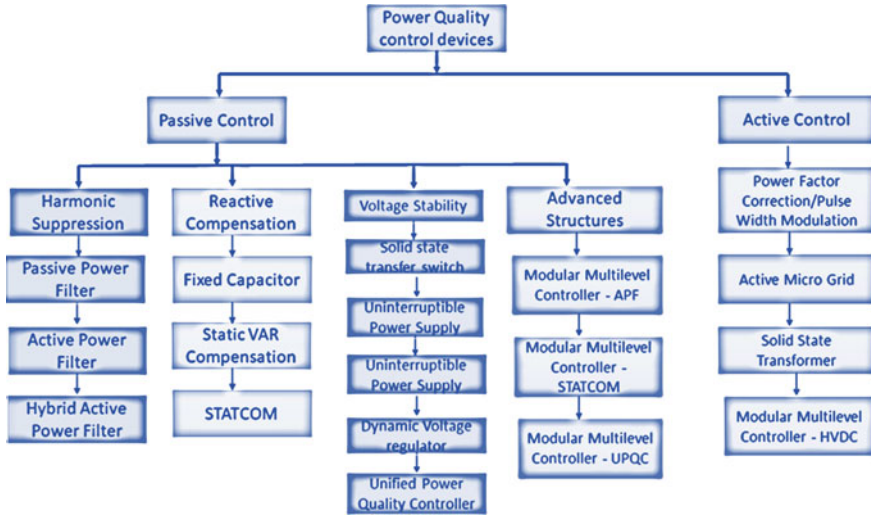 Power Quality
control devices
Passive Control
Active Control
Harmonic
Suppression
Passive Power
Filter
Active Power
Filter
Hybrid Active
Power Filter
Reactive
Compensation
Fixed Capacitor
Static VAR
Compensation
STATCOM
Voltage Stability
Solid state
transfer switch
Uninterruptible
Power Supply
Uninterruptible
Power Supply
Dynamic Voltage
regulator
Unified Power
Quality Controller
Advanced
Structures
Modular Multilevel
Controller - APF
Modular Multilevel
Controller -
STATCOM
Modular Multilevel
Controller - UPQC
Power Factor
Correction/Pulse
Width Modulation
Active Micro Grid
Solid State
Transformer
Modular Multilevel
Controller - HVDC